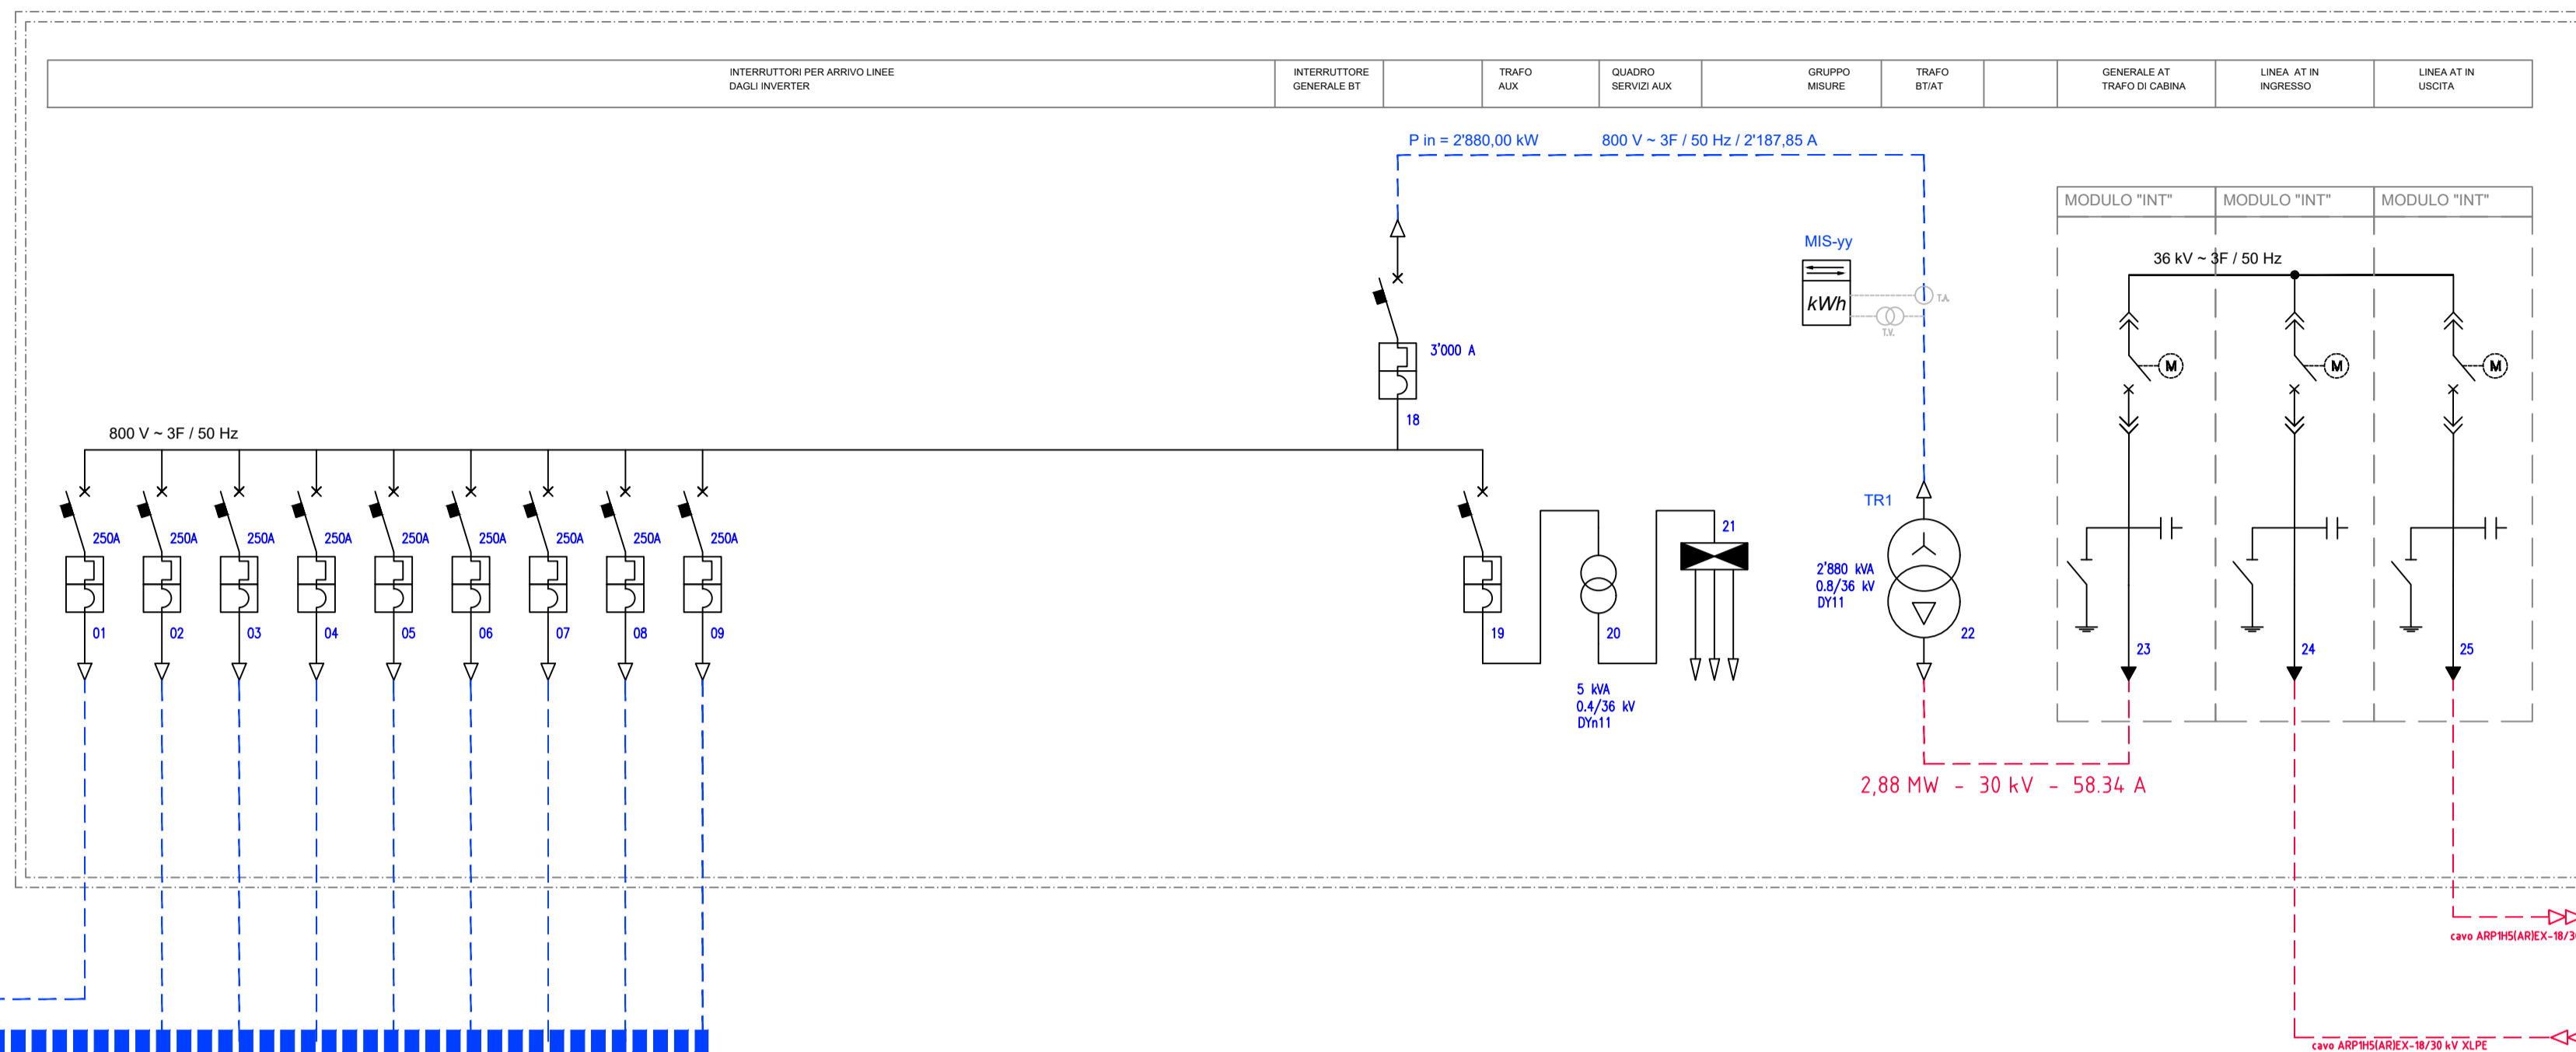 INTERRUTTORI PER ARRIVO LINEE
DAGLI INVERTER
INTERRUTTORE
GENERALE BT
TRAFO
AUX
QUADRO
SERVIZI AUX
GRUPPO
MISURE
TRAFO
BT/AT
GENERALE AT
TRAFO DI CABINA
LINEA AT IN
INGRESSO
LINEA AT IN
USCITA
P in = 2'880,00 kW
800 V ~ 3F / 50 Hz / 2'187,85 A
MODULO "INT"
MODULO "INT"
MODULO "INT"
MIS-yy
kWh
T.A.
T.V.
36 kV ~ 3F / 50 Hz
M
M
M
3'000 A
18
800 V ~ 3F / 50 Hz
250A
250A
250A
250A
250A
250A
250A
250A
250A
01
02
03
04
05
06
07
08
09
19
20
21
5 kVA
0.4/36 kV
DYn11
TR1
2'880 kVA
0.8/36 kV
DY11
22
23
24
25
2,88 MW - 30 kV - 58.34 A
cavo ARP1H5(AR)EX-18/3
cavo ARP1H5(AR)EX-18/30 kV XLPE